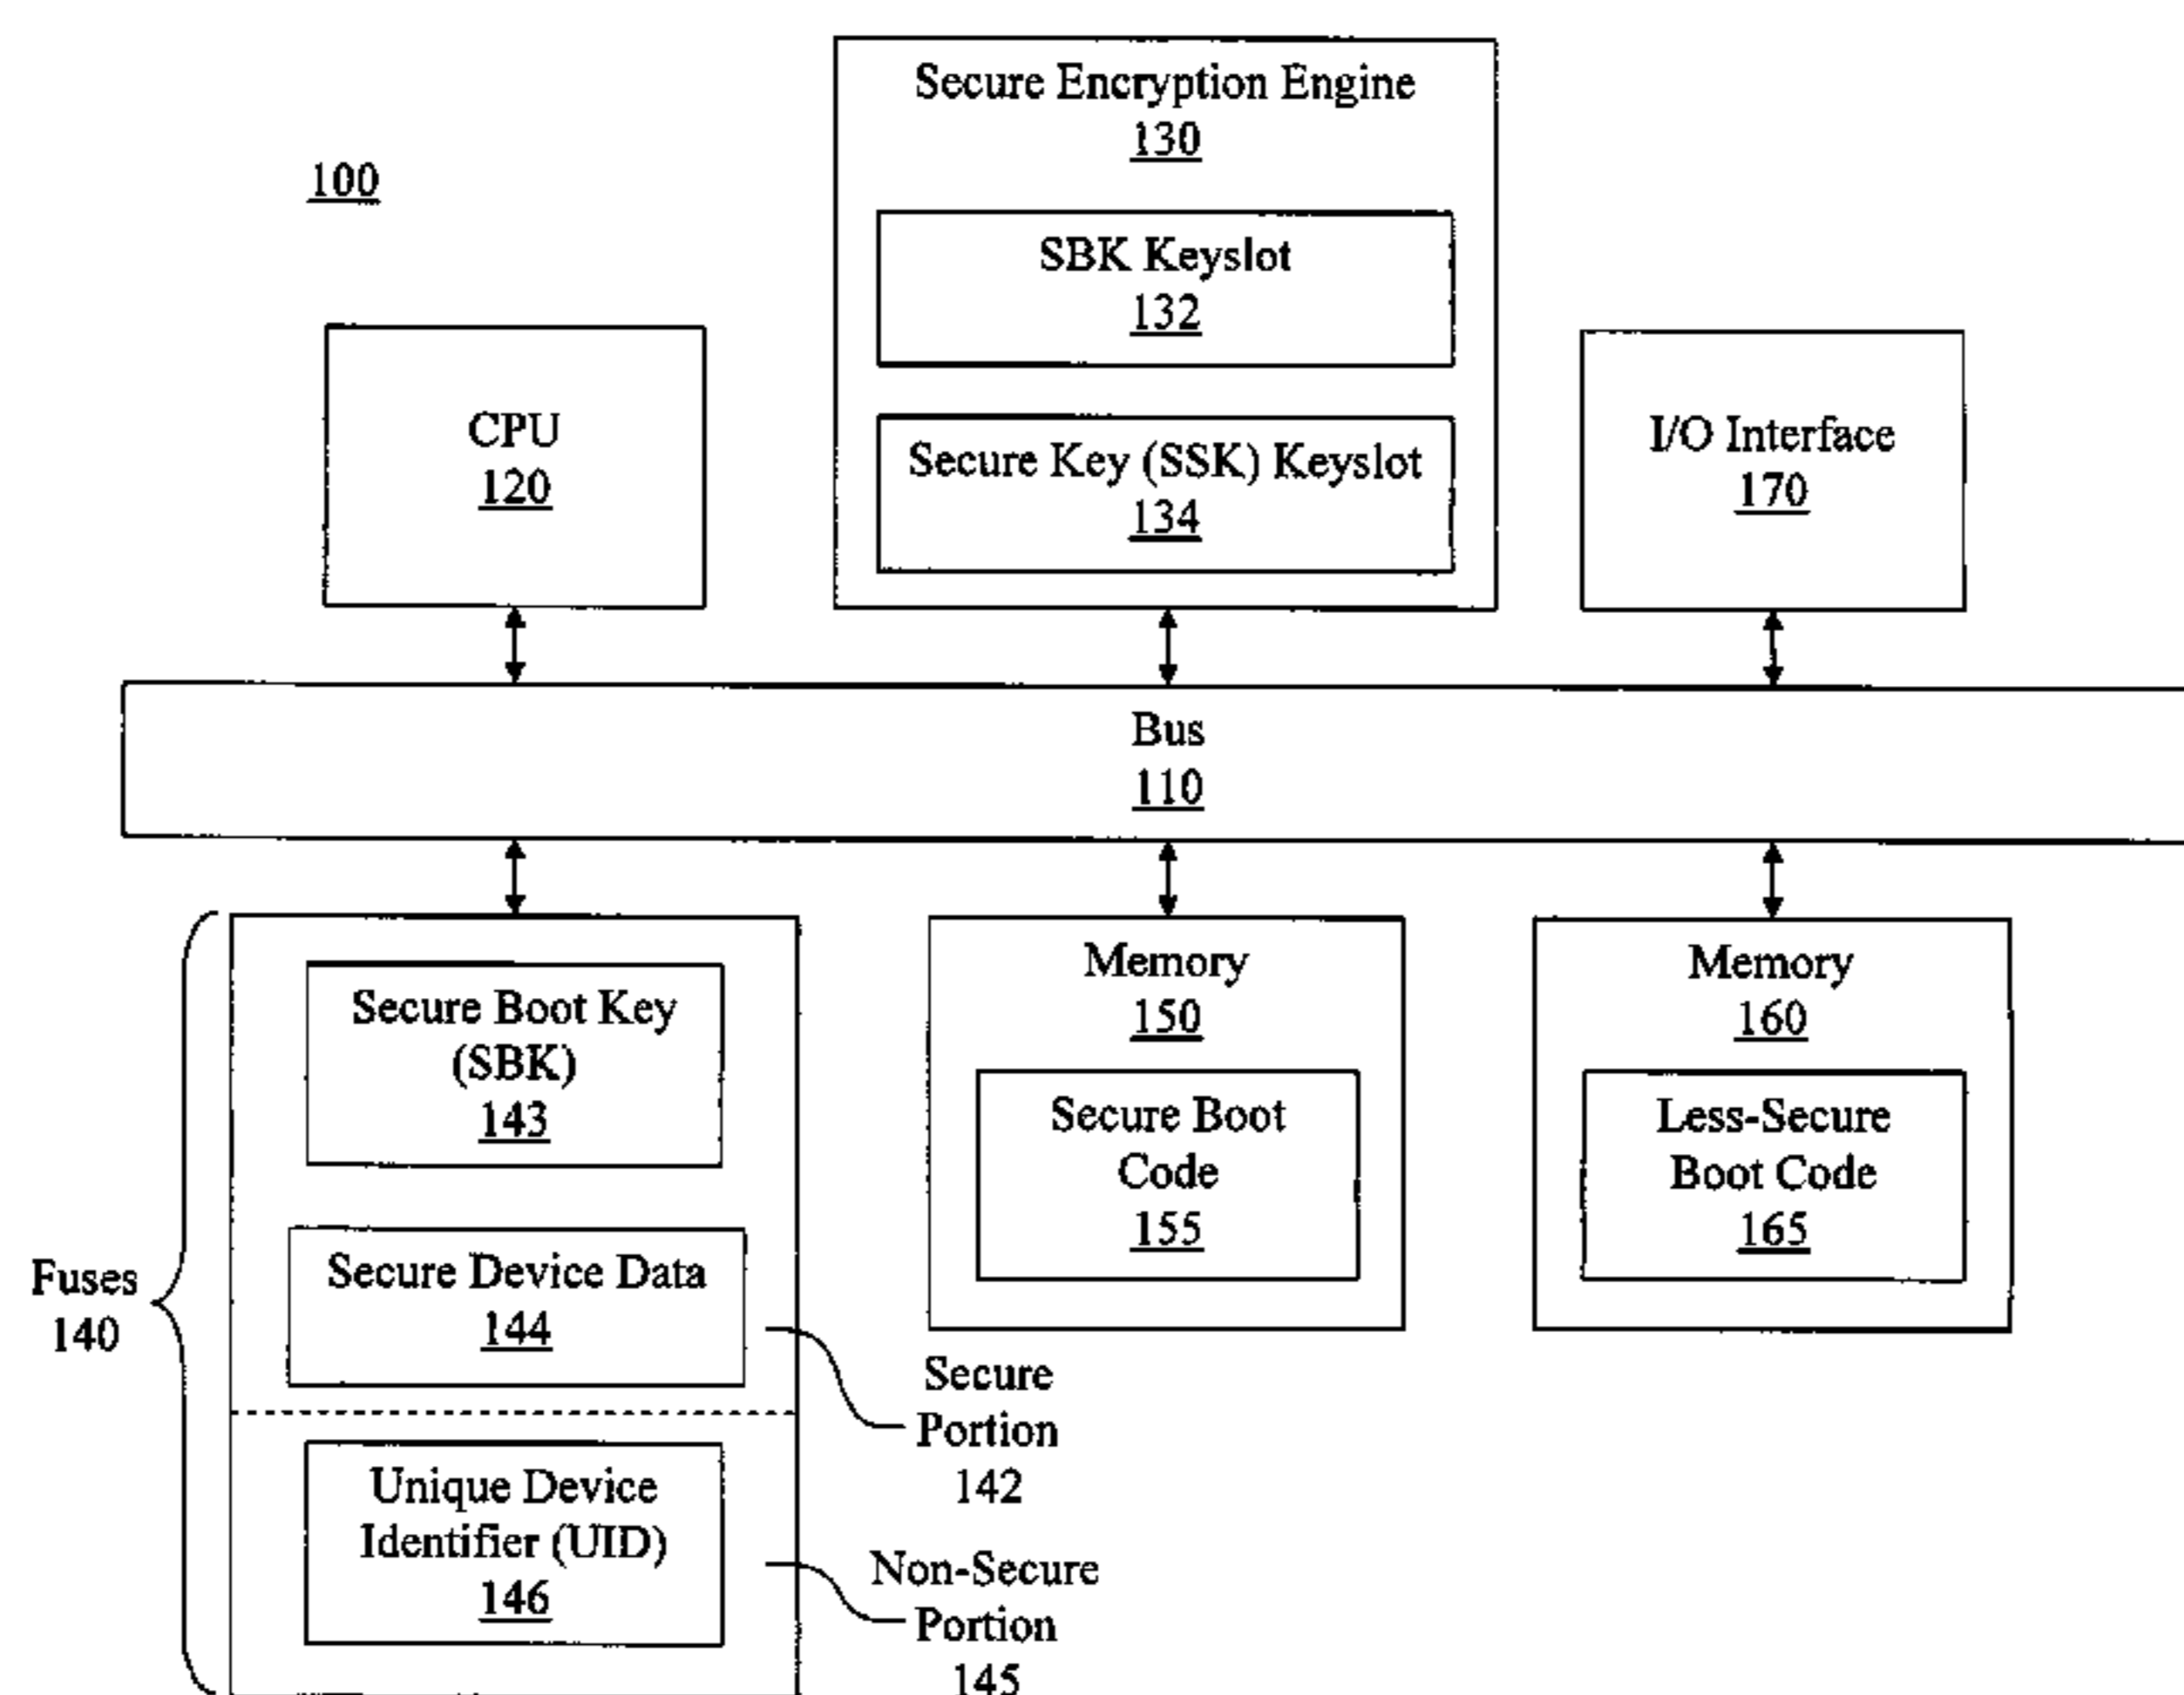 Secure Encryption Engine
130
100
SBK Keyslot
132
CPU
120
Secure Key (SSK) Keyslot
134
I/O Interface
170
Bus
110
Secure Boot Key
(SBK)
143
Secure Device Data
144
Fuses
140
Unique Device
Identifier (UID)
146
Memory
150
Secure Boot
Code
155
Memory
160
Less-Secure
Boot Code
165
Secure
Portion
142
Non-Secure
Portion
145